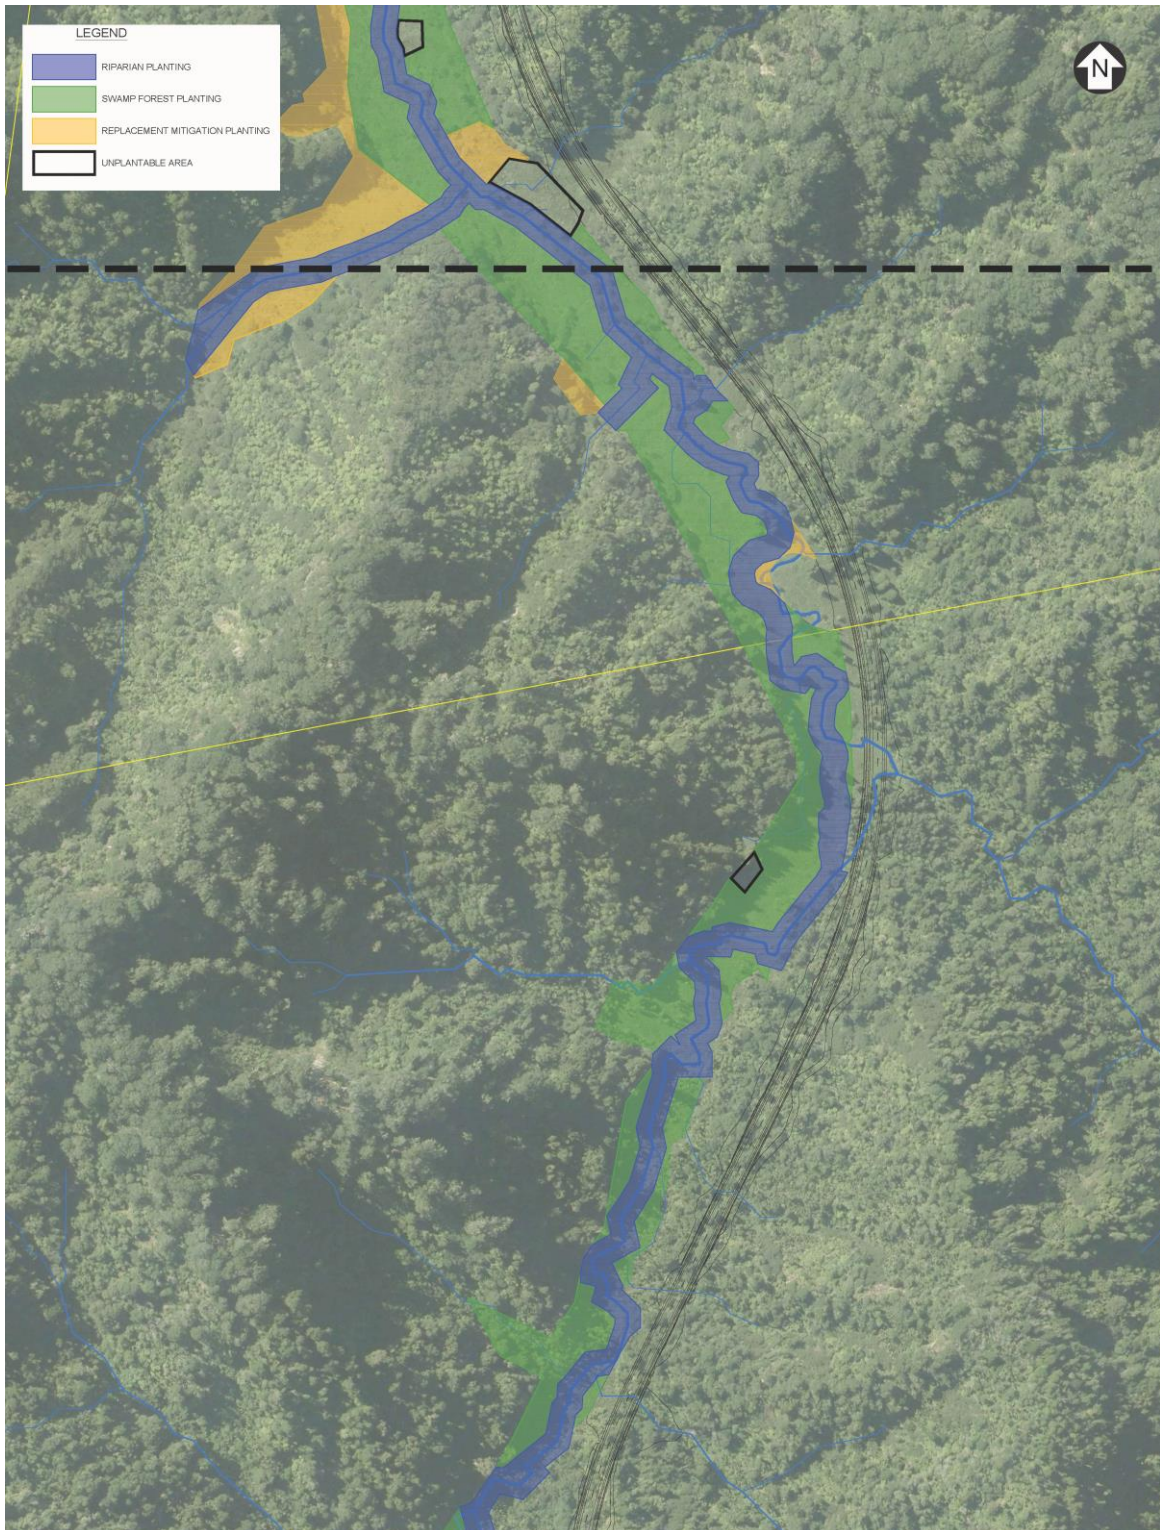 LEGEND
RIPARIAN PLANTING
SWAMP FOREST PLANTING
REPLACEMENT MITIGATION PLANTING
UNPLANTABLE AREA
N